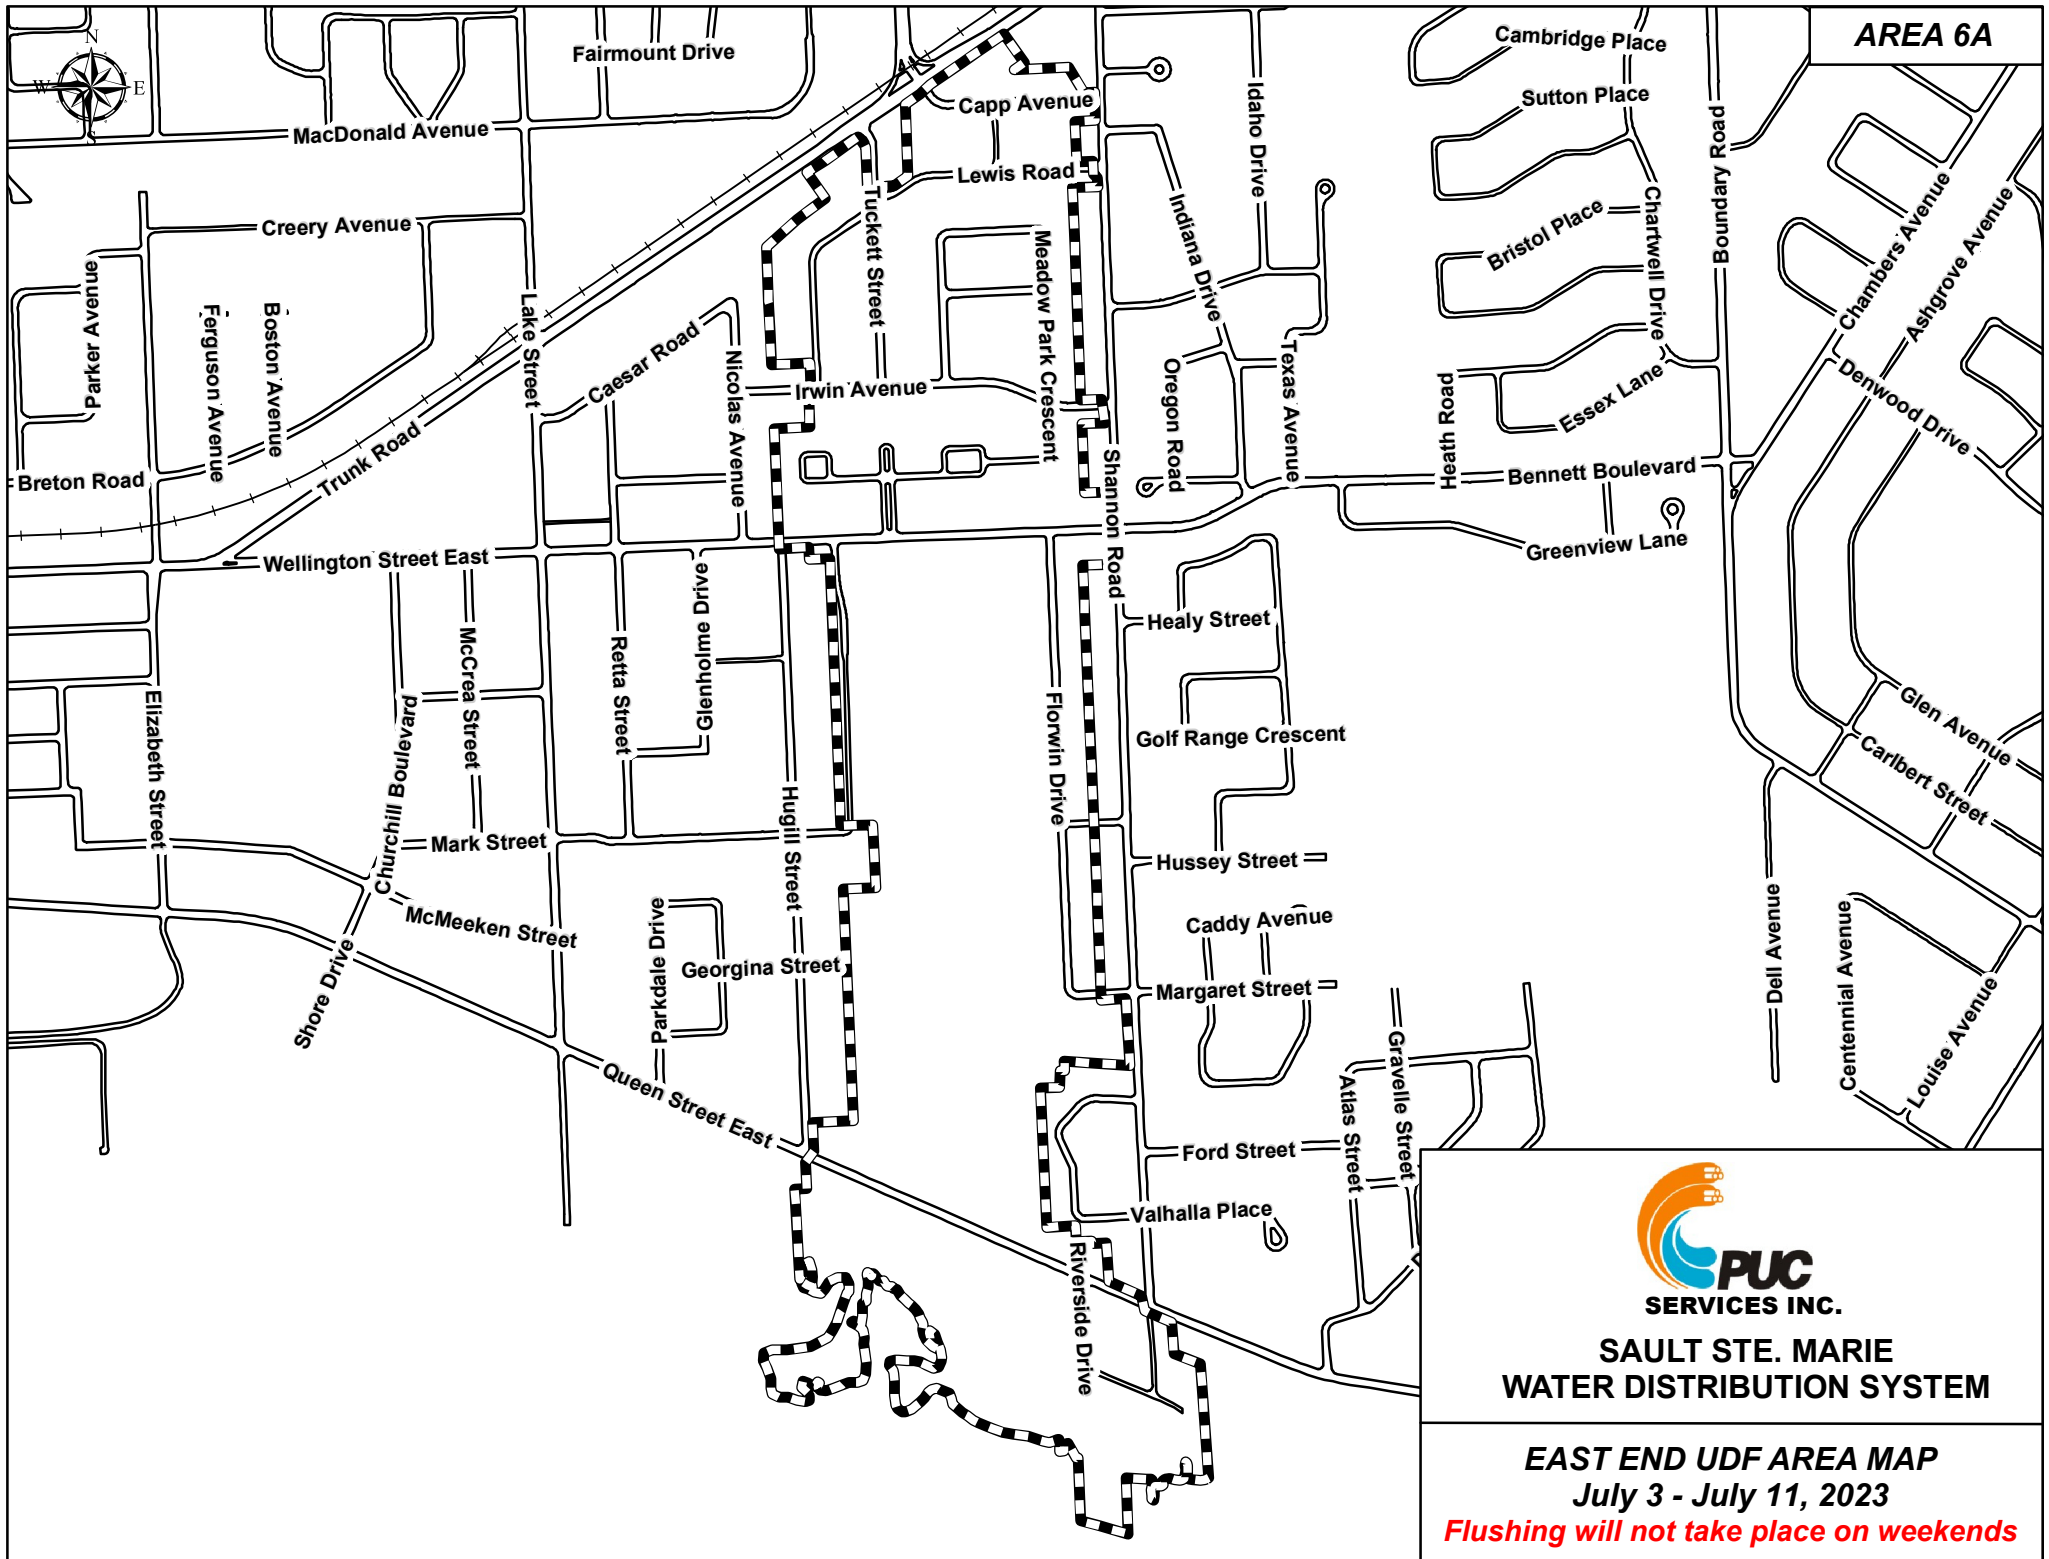 AREA 6A
N
W
E
S
Fairmount Drive
Cambridge Place
Capp Avenue
Sutton Place
MacDonald Avenue
Idaho Drive
Boundary Road
Lewis Road
Tuckett Street
Indiana Drive
Chartwell Drive
Bristol Place
Chambers Avenue
Ashgrove Avenue
Creery Avenue
Meadow Park Crescent
Parker Avenue
Ferguson Avenue
Boston Avenue
Lake Street
Caesar Road
Nicolas Avenue
Irwin Avenue
Oregon Road
Texas Avenue
Heath Road
Essex Lane
Denwood Drive
Breton Road
Trunk Road
Shannon Road
Bennett Boulevard
Greenview Lane
Wellington Street East
Glenholme Drive
Healy Street
McCrea Street
Retta Street
Elizabeth Street
Churchill Boulevard
Florwin Drive
Golf Range Crescent
Glen Avenue
Carlbert Street
Hugill Street
Mark Street
Hussey Street
McMeeken Street
Parkdale Drive
Georgina Street
Caddy Avenue
Margaret Street
Dell Avenue
Centennial Avenue
Louise Avenue
Shore Drive
Queen Street East
Atlas Street
Gravelle Street
Ford Street
Valhalla Place
Riverside Drive
PUC
SERVICES INC.
SAULT STE. MARIE
WATER DISTRIBUTION SYSTEM
EAST END UDF AREA MAP
July 3 - July 11, 2023
Flushing will not take place on weekends